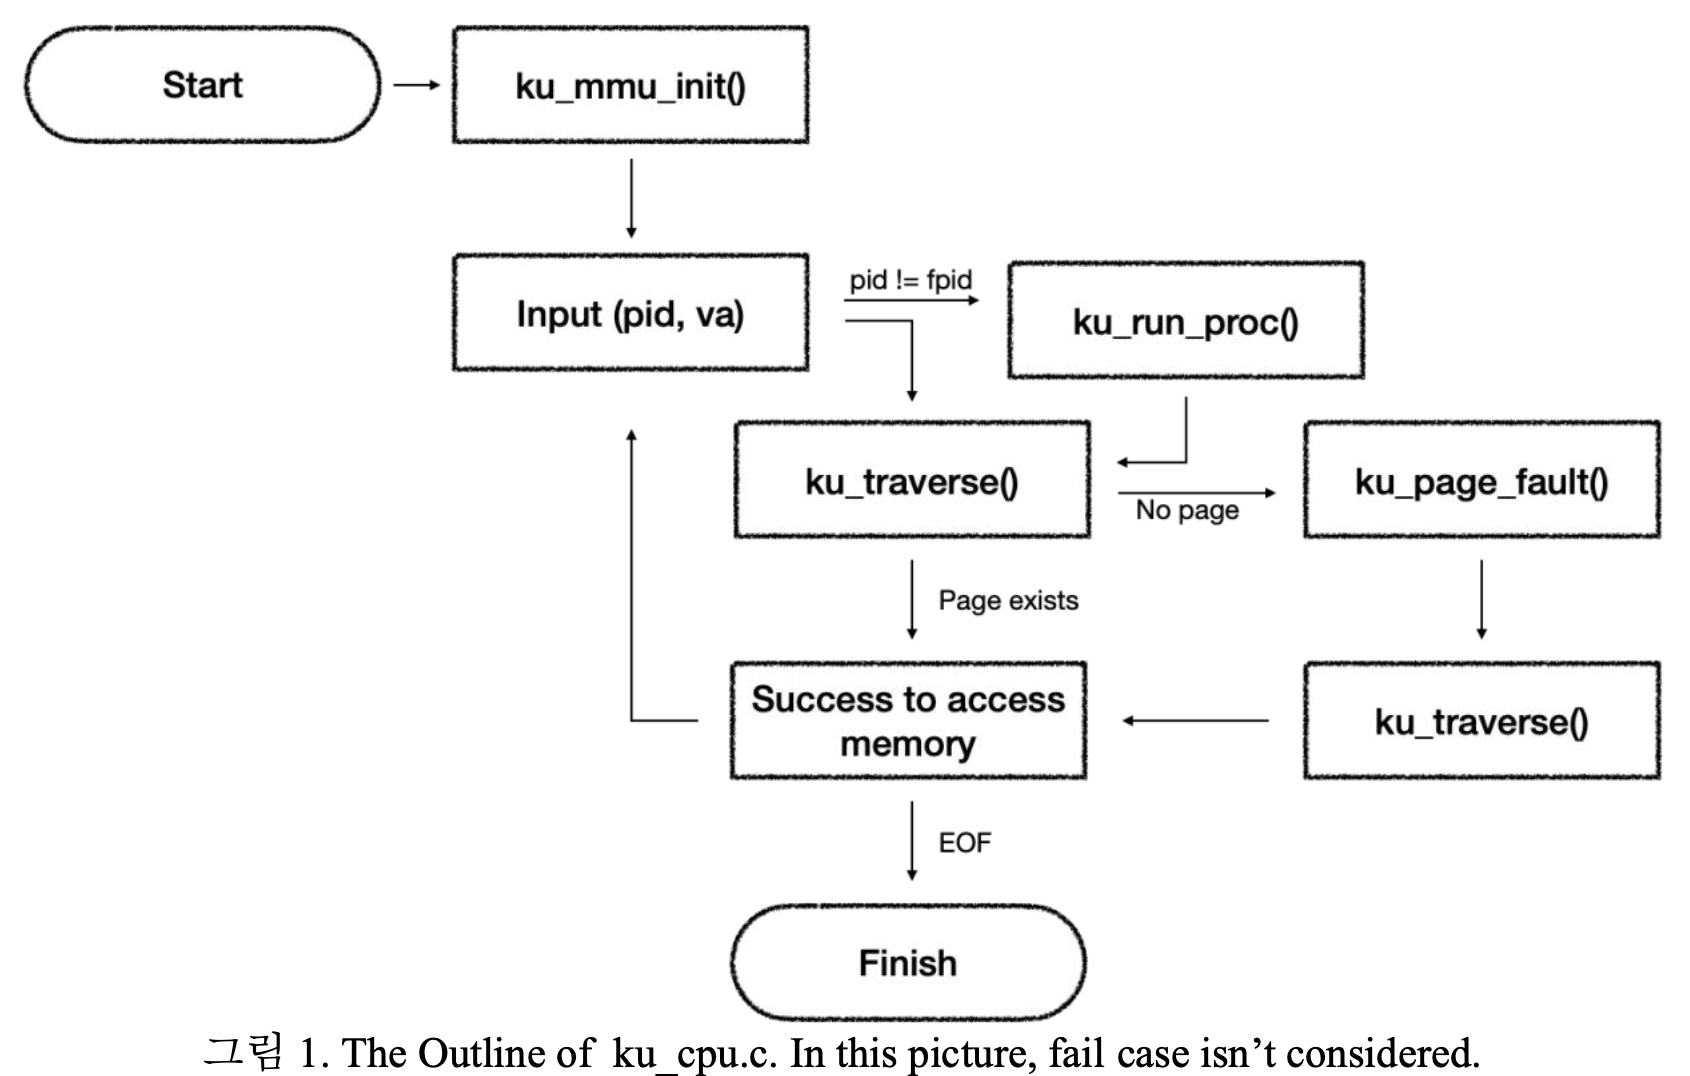 Start
ku_mmu_init()
Input (pid, va)
pid != fpid
ku_run_proc()
ku_traverse()
No page
ku_page_fault()
Page exists
Success to access
memory
ku_traverse()
EOF
Finish
그림 1. The Outline of ku_cpu.c. In this picture, fail case isn’t considered.